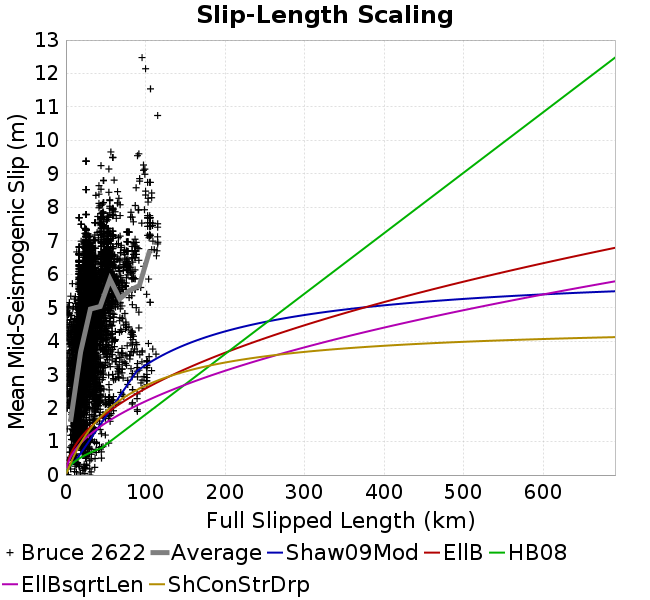 Slip-Length Scaling
Mean Mid-Seismogenic Slip (m)
13
12
11
10
9
8
7
6
5
4
3
2
1
0
0 100 200 300 400 500 600
Full Slipped Length (km)
Bruce 2622 Average Shaw09Mod EllB HB08
EllBsqrtLen ShConStrDrp